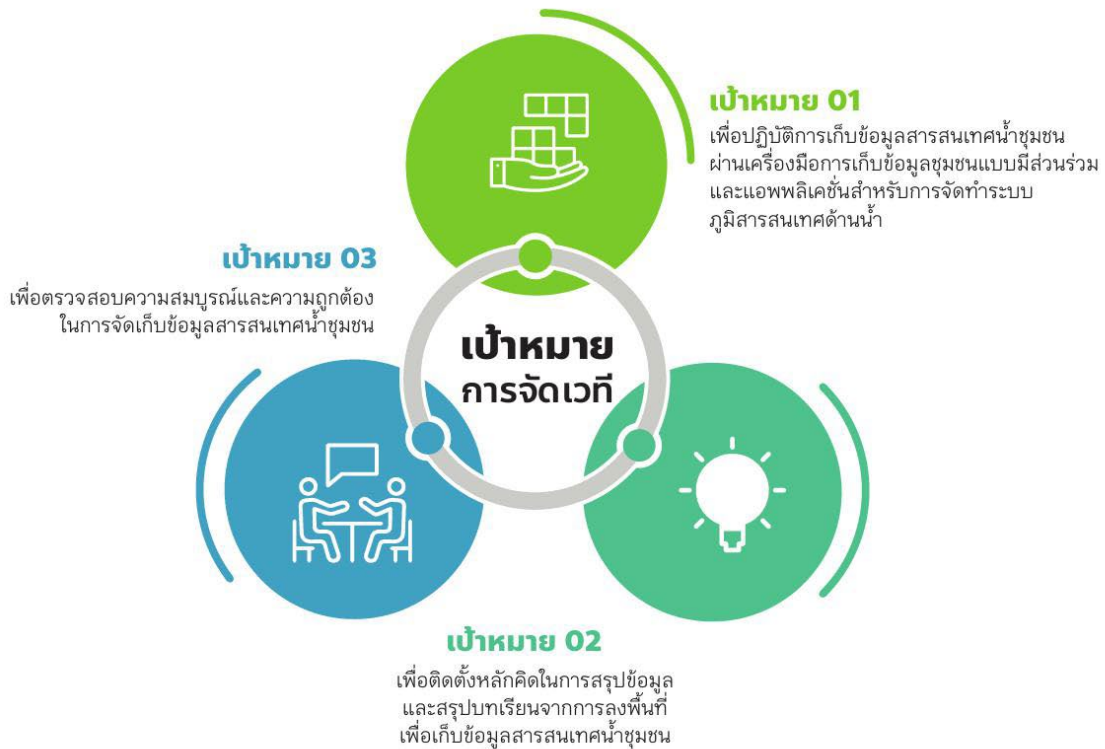 เป้าหมาย 01
เพื่อปฏิบัติการเก็บข้อมูลสารสนเทศน้ำชุมชน
ผ่านเครื่องมือการเก็บข้อมูลชุมชนแบบมีส่วนร่วม
และแอพพลิเคชั่นสำหรับการจัดทำระบบ
ภูมิสารสนเทศด้านน้ำ
เป้าหมาย 03
เพื่อตรวจสอบความสมบูรณ์และความถูกต้อง
ในการจัดเก็บข้อมูลสารสนเทศน้ำชุมชน
เป้าหมาย
การจัดเวที
เป้าหมาย 02
เพื่อติดตั้งหลักคิดในการสรุปข้อมูล
และสรุปบทเรียนจากการลงพื้นที่
เพื่อเก็บข้อมูลสารสนเทศน้ำชุมชน